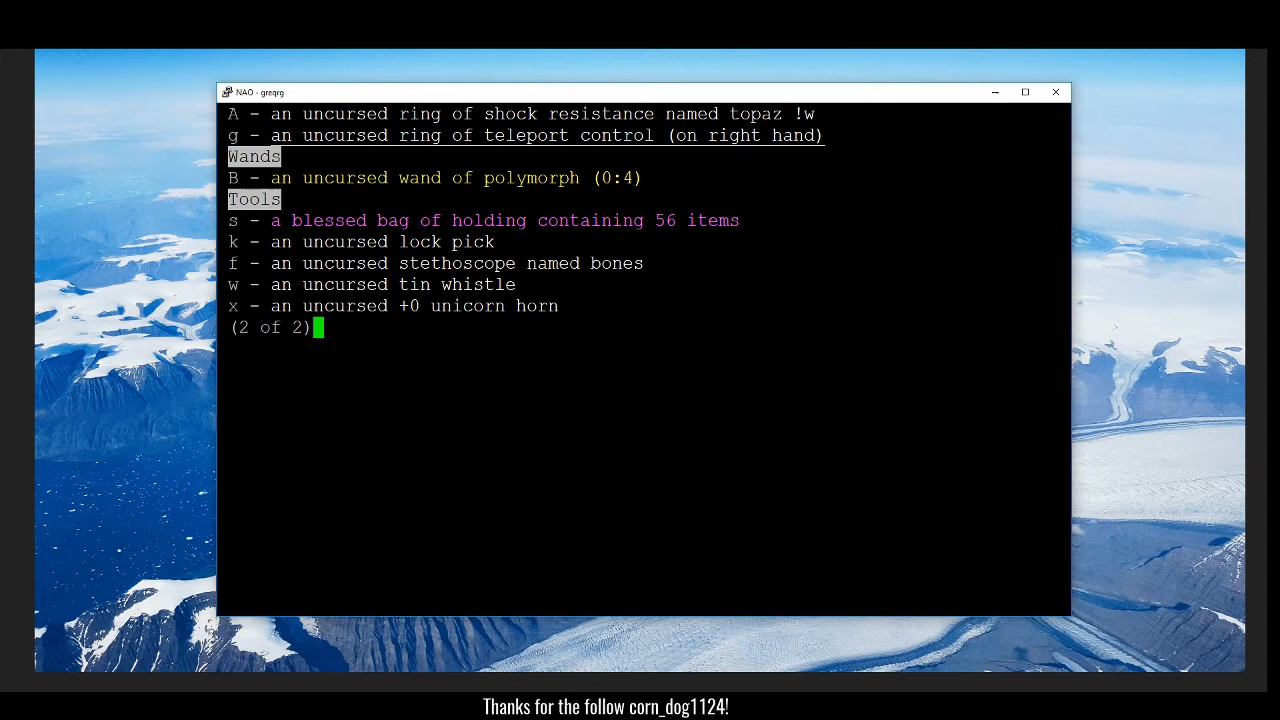 NAO - greqrg
A - an uncursed ring of shock resistance named topaz !w
g - an uncursed ring of teleport control (on right hand)
Wands
B - an uncursed wand of polymorph (0:4)
Tools
s - a blessed bag of holding containing 56 items
k - an uncursed lock pick
f - an uncursed stethoscope named bones
w - an uncursed tin whistle
x - an uncursed +0 unicorn horn
(2 of 2)
Thanks for the follow corn_dog1124!